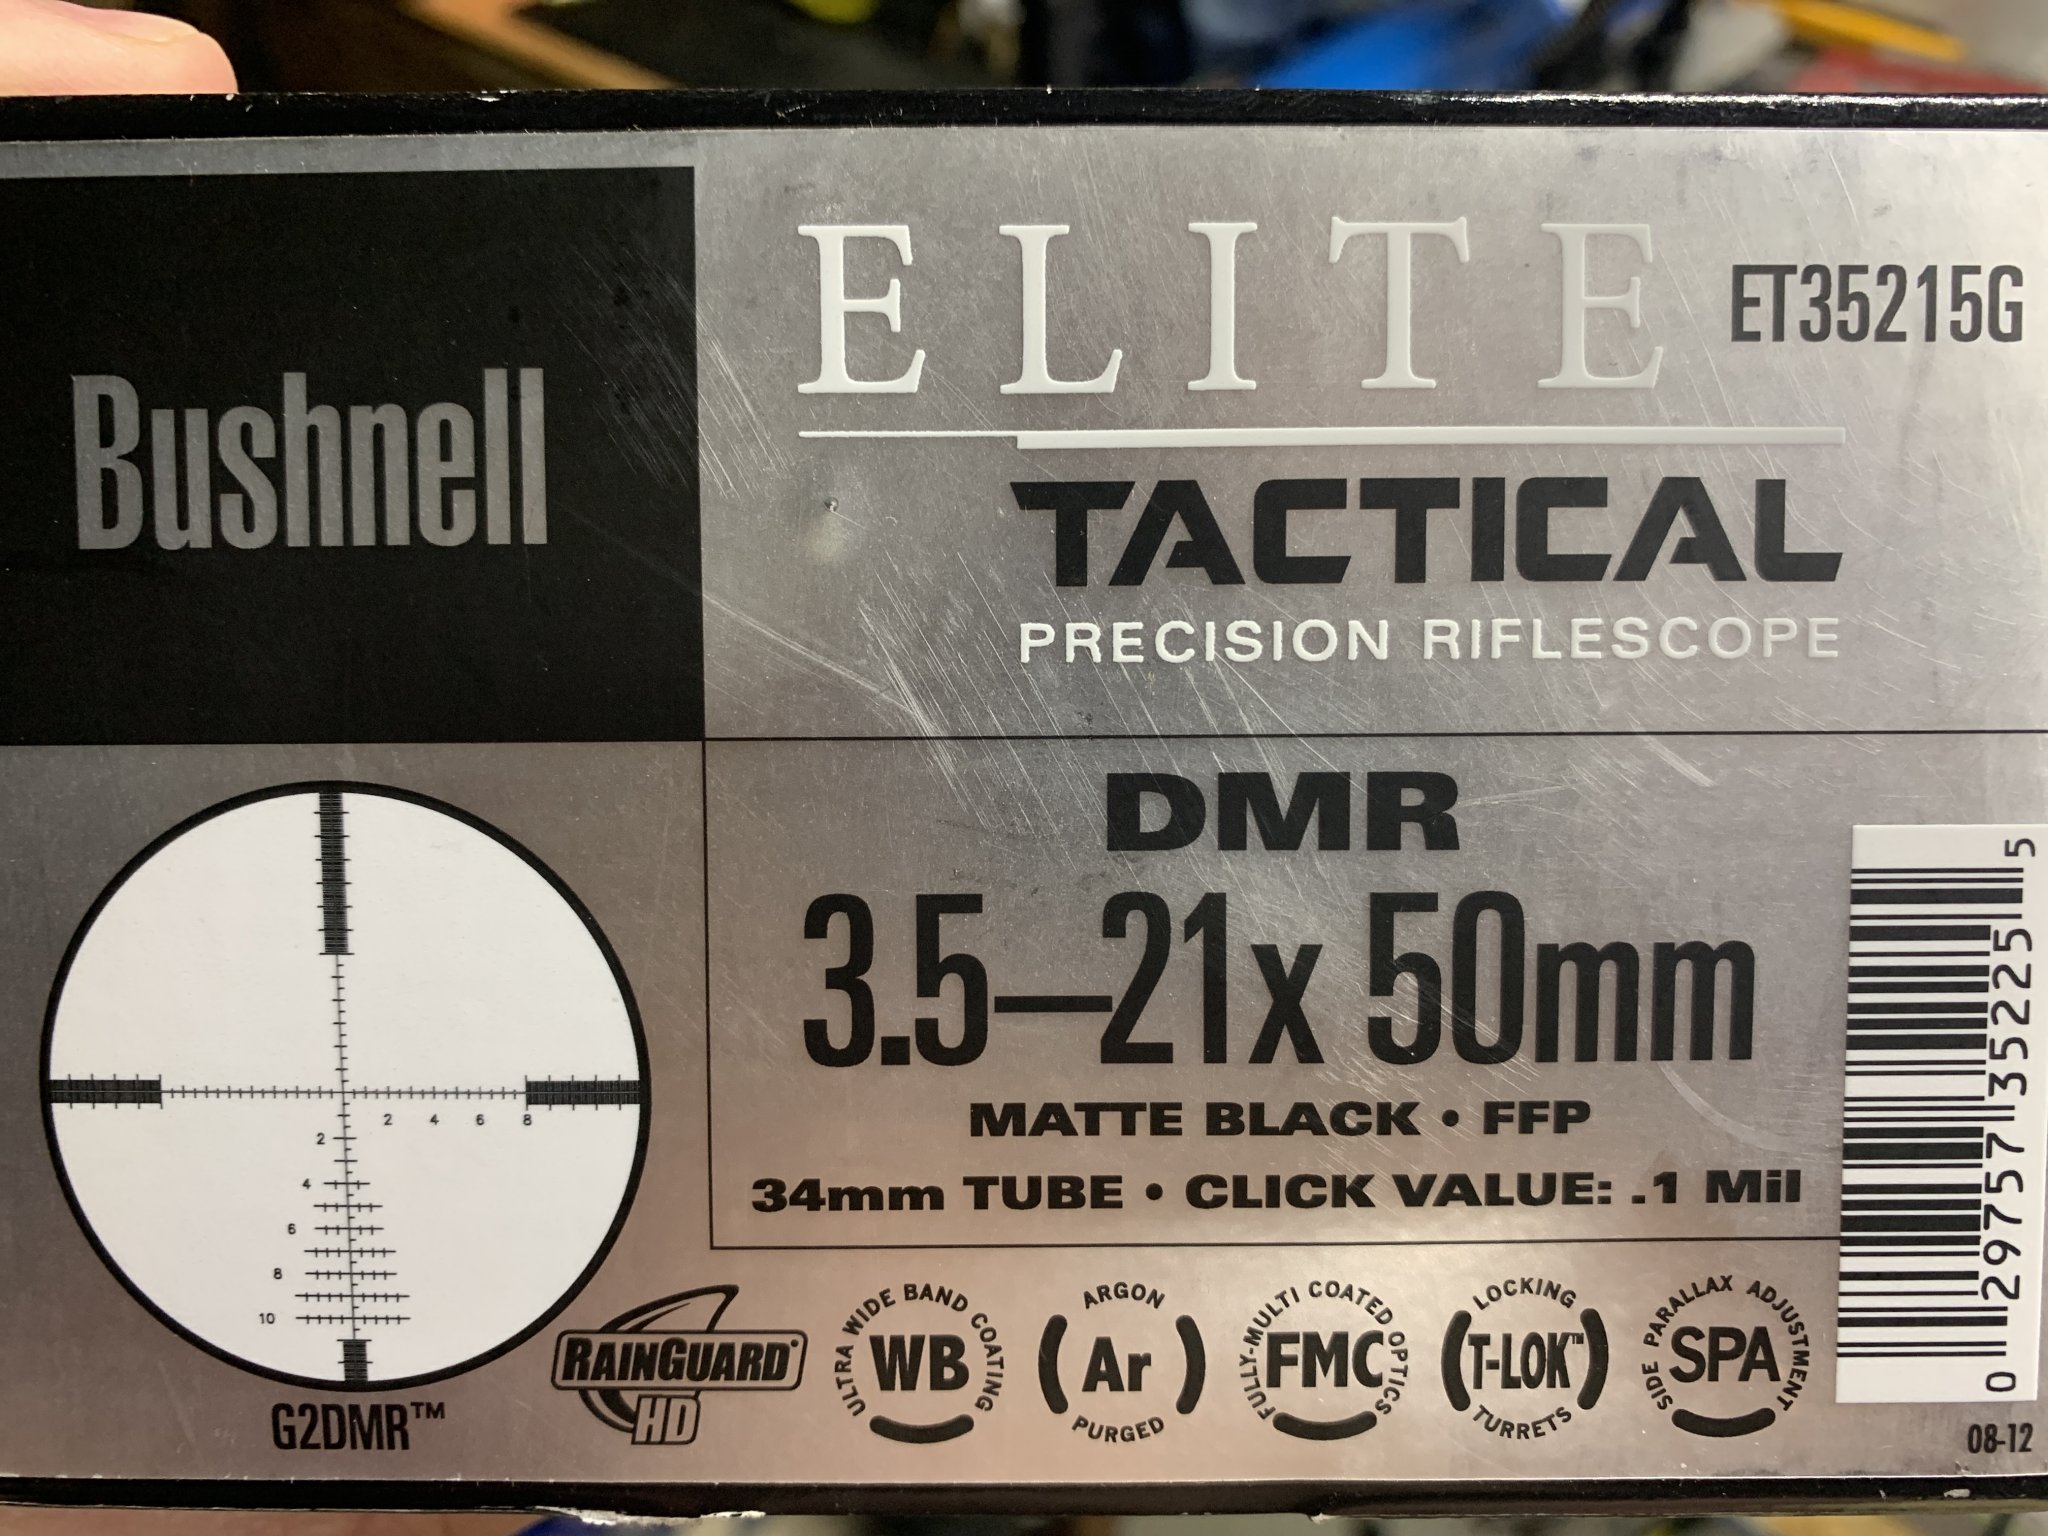 Bushnell
ELITE
ET35215G
TACTICAL
PRECISION RIFLESCOPE
DMR
3.5—21x 50mm
MATTE BLACK • FFP
34mm TUBE • CLICK VALUE: .1 Mil
2 4 6 8
2
4
6
8
10
G2DMR™
RAINGUARD®
HD
ULTRA WIDE BAND COATING
WB
ARGON
Ar
PURGED
FULLY-MULTI COATED OPTICS
FMC
LOCKING
T-LOK™
TURRETS
SIDE PARALLAX ADJUSTMENT
SPA
0 29757 35225 5
08-12